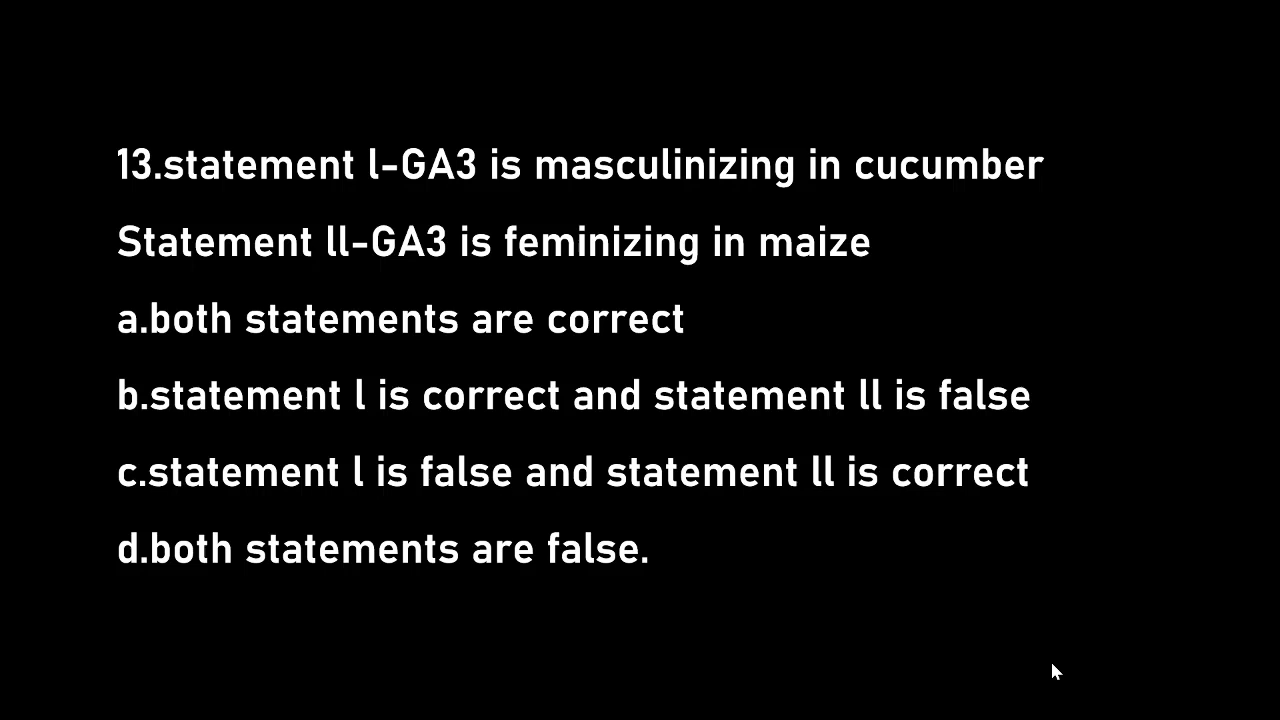 13.statement l-GA3 is masculinizing in cucumber
Statement ll-GA3 is feminizing in maize
a.both statements are correct
b.statement l is correct and statement ll is false
c.statement l is false and statement ll is correct
d.both statements are false.